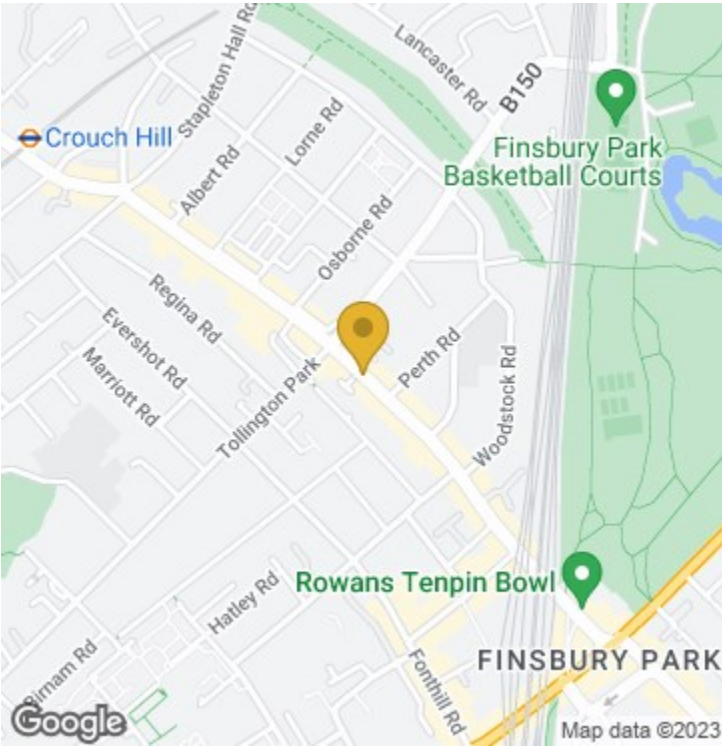 Lancaster Rd
Stapleton Hall Rd
B150
Lorne Rd
Crouch Hill
Finsbury Park
Basketball Courts
Albert Rd
Osborne Rd
Regina Rd
Evershot Rd
Perth Rd
Marriott Rd
Tollington Park
Woodstock Rd
Rowans Tenpin Bowl
Hatley Rd
FINSBURY PARK
Birnam Rd
Fonthill Rd
Google
Map data ©2023